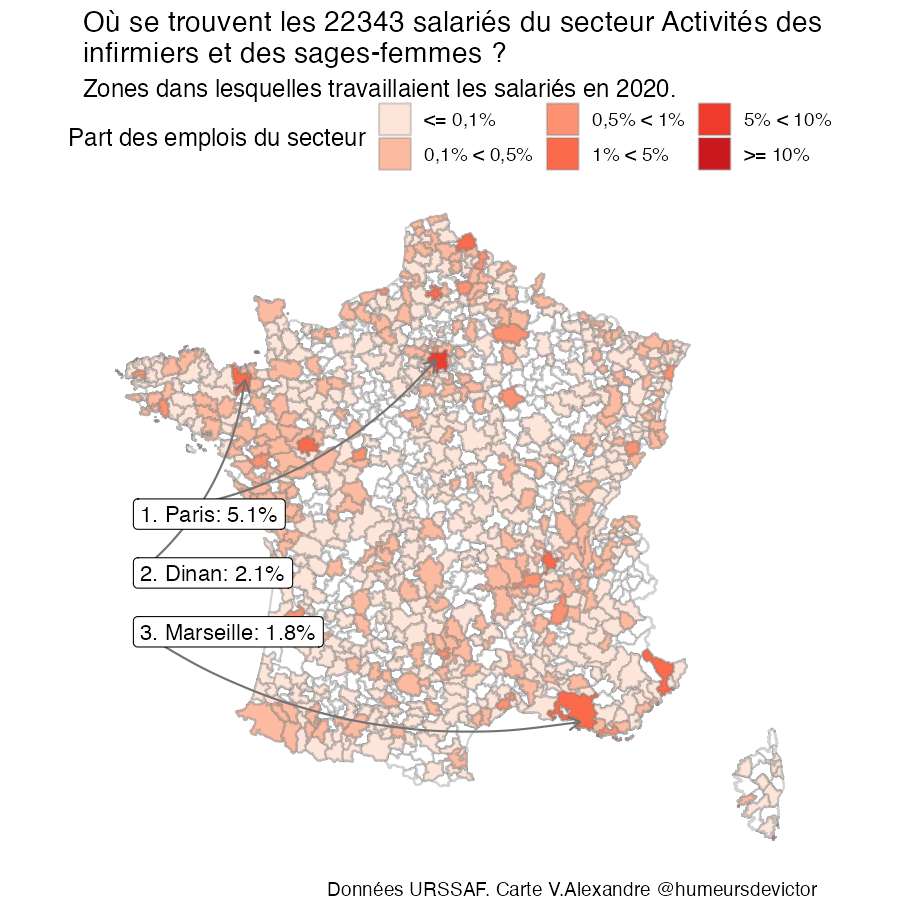 Où se trouvent les 22343 salariés du secteur Activités des
infirmiers et des sages-femmes ?
Zones dans lesquelles travaillaient les salariés en 2020.
Part des emplois du secteur
<= 0,1%
0,1% < 0,5%
0,5% < 1%
1% < 5%
5% < 10%
>= 10%
1. Paris: 5.1%
2. Dinan: 2.1%
3. Marseille: 1.8%
Données URSSAF. Carte V.Alexandre @humeursdevictor